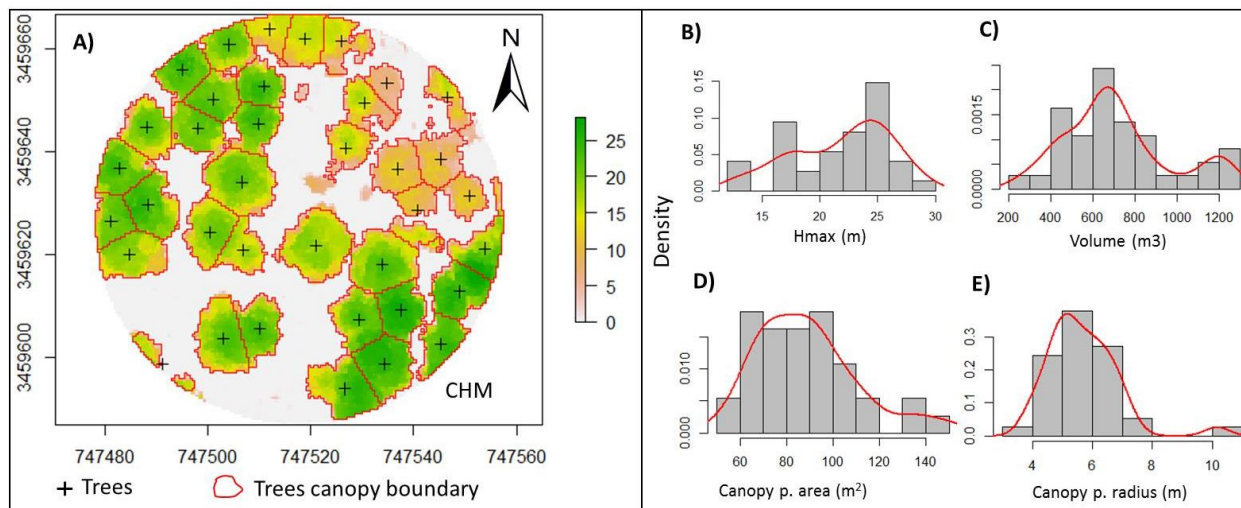 A)
N
3459660
3459640
3459620
3459600
25
20
15
10
5
0
CHM
747480 747500 747520 747540 747560
+ Trees Trees canopy boundary
B)
0.15
0.10
0.05
0.00
15 20 25 30
Hmax (m)
C)
0.0015
0.0000
200 400 600 800 1000 1200
Volume (m3)
Density
D)
0.010
0.000
60 80 100 120 140
Canopy p. area (m²)
E)
0.3
0.2
0.1
0.0
4 6 8 10
Canopy p. radius (m)